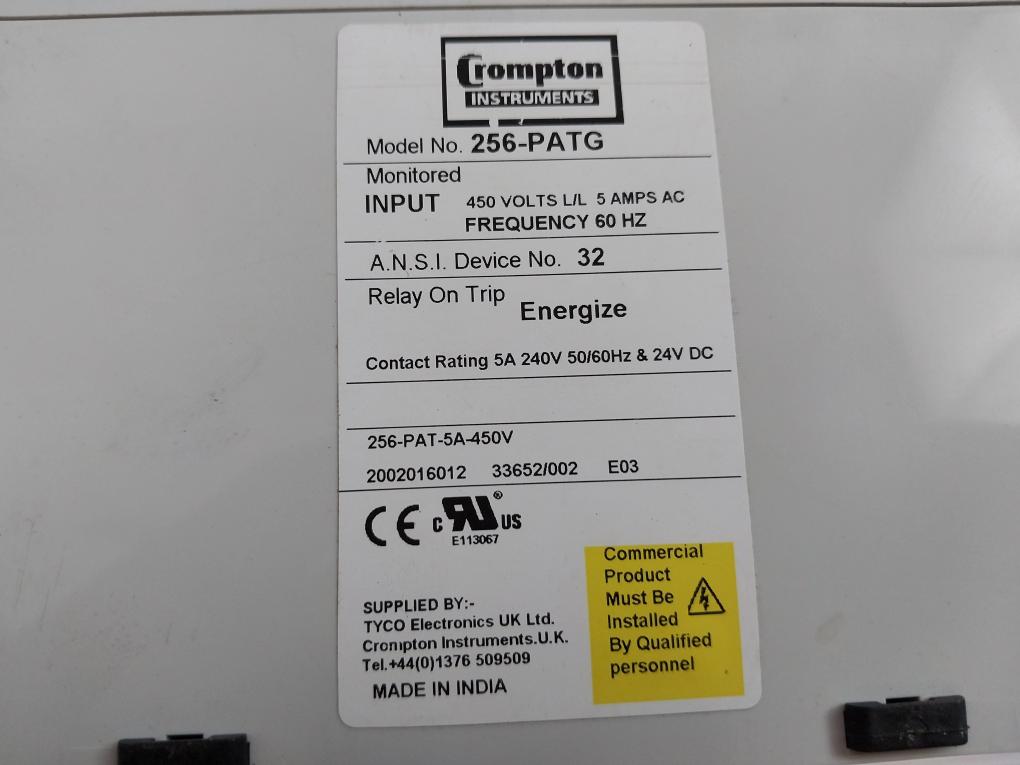 Crompton
INSTRUMENTS
Model No. 256-PATG
Monitored
INPUT 450 VOLTS L/L 5 AMPS AC
FREQUENCY 60 HZ
A.N.S.I. Device No. 32
Relay On Trip Energize
Contact Rating 5A 240V 50/60Hz & 24V DC
256-PAT-5A-450V
2002016012 33652/002 E03
CE C RU ® US
E113067
SUPPLIED BY:-
TYCO Electronics UK Ltd.
Crompton Instruments.U.K.
Tel.+44(0)1376 509509
MADE IN INDIA
Commercial
Product
Must Be
Installed
By Qualified
personnel